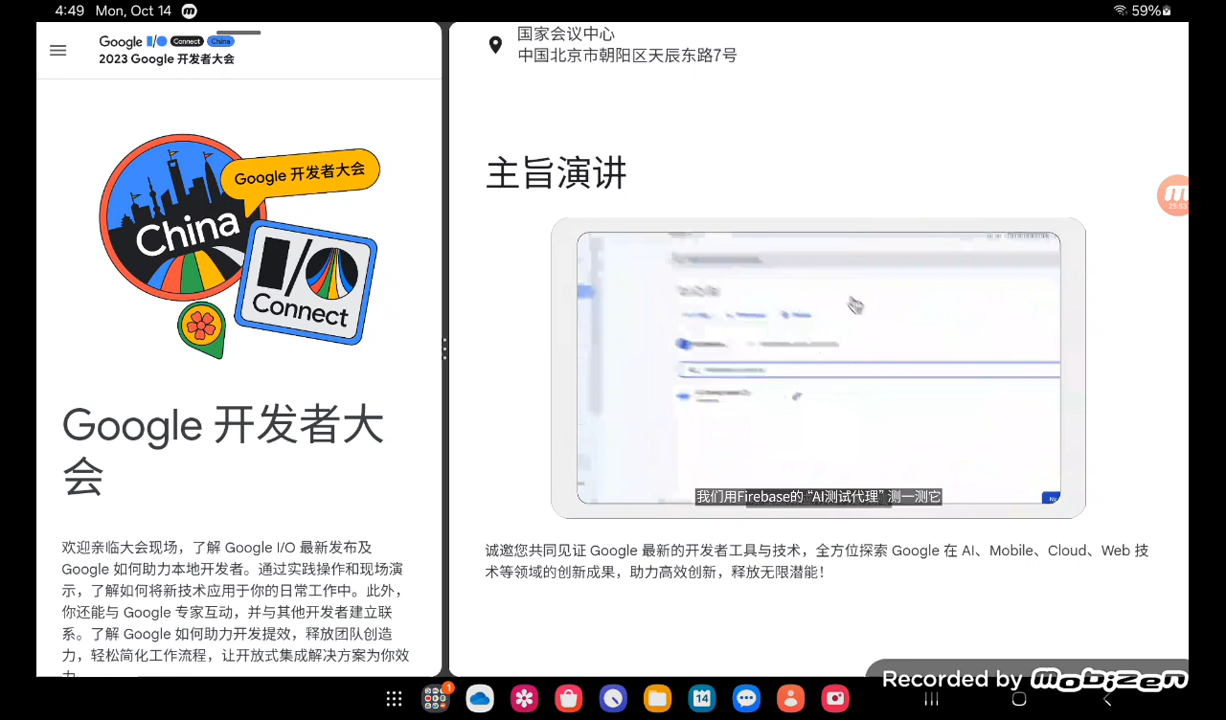 4:49 Mon, Oct 14
59%
Google I/O Connect China
2023 Google 开发者大会
Google 开发者大会
China
I/O
Connect
Google 开发者大
会
欢迎亲临大会现场，了解 Google I/O 最新发布及
Google 如何助力本地开发者。通过实践操作和现场演
示，了解如何将新技术应用于你的日常工作中。此外，
你还能与 Google 专家互动，并与其他开发者建立联
系。了解 Google 如何助力开发提效，释放团队创造
力，轻松简化工作流程，让开放式集成解决方案为你效
国家会议中心
中国北京市朝阳区天辰东路7号
主旨演讲
我们用Firebase的 “AI测试代理” 测一测它
诚邀您共同见证 Google 最新的开发者工具与技术，全方位探索 Google 在 AI、Mobile、Cloud、Web 技
术等领域的创新成果，助力高效创新，释放无限潜能！
23:53
Recorded by mobizen
1
14